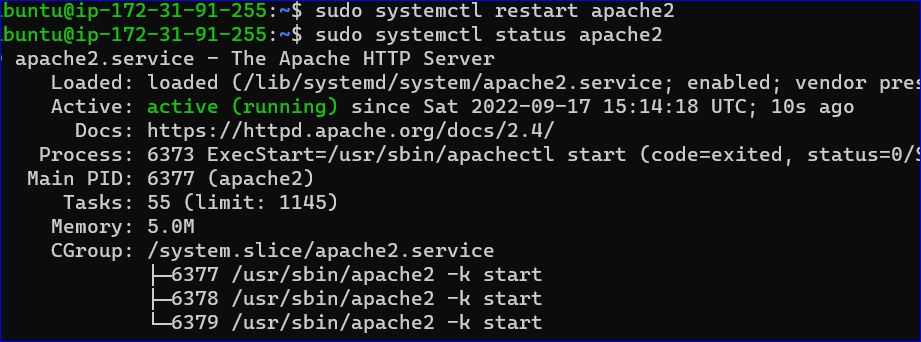 buntu@ip-172-31-91-255:~$ sudo systemctl restart apache2
buntu@ip-172-31-91-255:~$ sudo systemctl status apache2
apache2.service - The Apache HTTP Server
Loaded: loaded (/lib/systemd/system/apache2.service; enabled; vendor pres
Active: active (running) since Sat 2022-09-17 15:14:18 UTC; 10s ago
Docs: https://httpd.apache.org/docs/2.4/
Process: 6373 ExecStart=/usr/sbin/apachectl start (code=exited, status=0/S
Main PID: 6377 (apache2)
Tasks: 55 (limit: 1145)
Memory: 5.0M
CGroup: /system.slice/apache2.service
├─6377 /usr/sbin/apache2 -k start
├─6378 /usr/sbin/apache2 -k start
└─6379 /usr/sbin/apache2 -k start